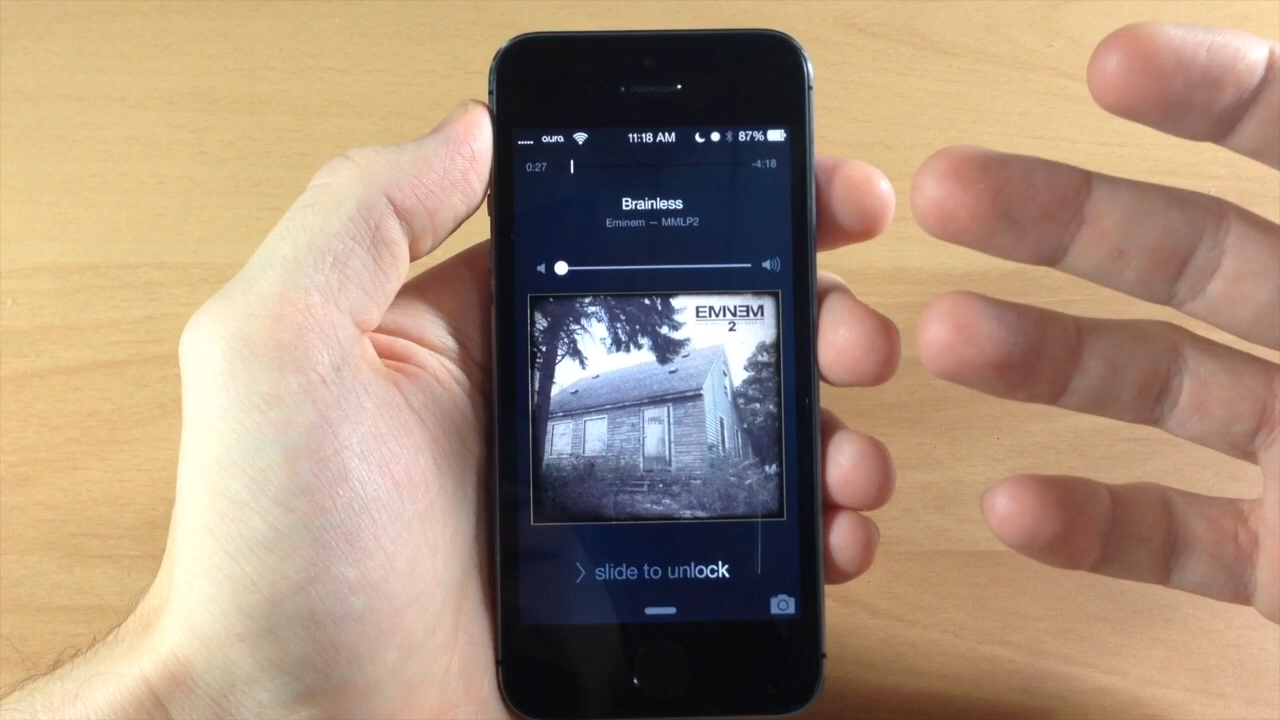 aura 11:18 AM 87%
0:27 -4:18
Brainless
Eminem — MMLP2
EMINEM
2
slide to unlock